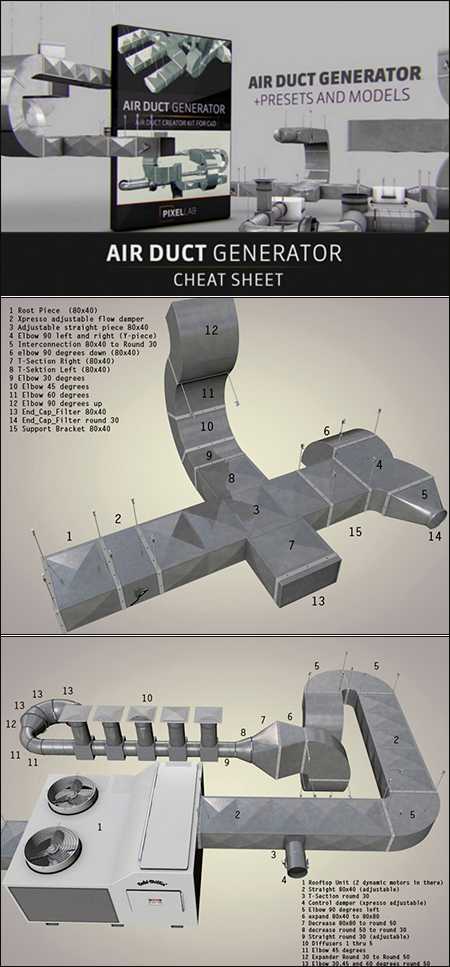 AIR DUCT GENERATOR
AIR DUCT CREATOR KIT FOR C4D
PIXEL LAB
AIR DUCT GENERATOR
+PRESETS AND MODELS
AIR DUCT GENERATOR
CHEAT SHEET
1 Root Piece (80x40)
2 Xpresso adjustable flow damper
3 Adjustable straight piece 80x40
4 Elbow 90 left and right (Y-piece)
5 Interconnection 80x40 to Round 30
6 elbow 90 degrees down (80x40)
7 T-Section Right (80x40)
8 T-Sektion Left (80x40)
9 Elbow 30 degrees
10 Elbow 45 degrees
11 Elbow 60 degrees
12 Elbow 90 degrees up
13 End_Cap_Filter 80x40
14 End_Cap_Filter round 30
15 Support Bracket 80x40
12
11
10
9
8
6
4
5
3
2
1
7
15
14
13
5
13 13 10
13
12
11
11
9
8
7
6
5
2
1
2
5
3
4
1 Rooftop Unit (2 dynamic motors in there)
2 Straight 80x40 (adjustable)
3 T-Section round 30
4 Control damper (xpresso adjustable)
5 Elbow 90 degrees left
6 axpand 80x40 to 80x80
7 Decrease 80x80 to round 50
8 decrease round 50 to round 30
9 Straight round 30 (adjustable)
10 Diffusers 1 thru 5
11 Elbow 45 degrees round 30
12 Expander Round 30 to Round 50
13 Elbow 30,45 and 60 degrees round 50